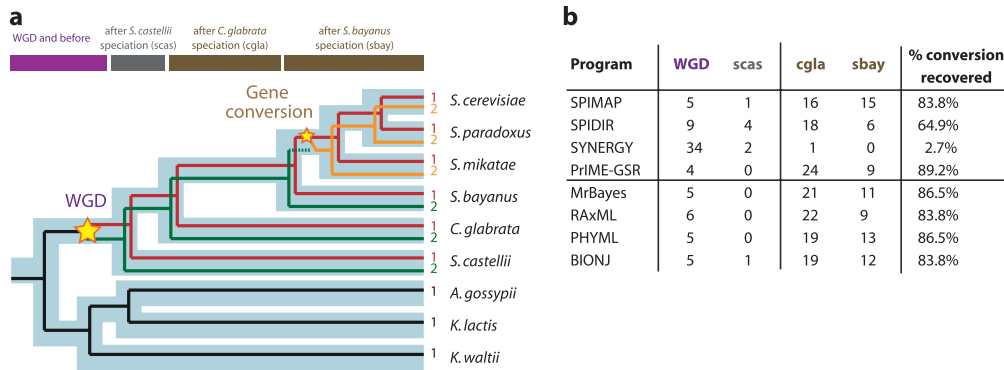 a
WGD and before
after S. castellii
speciation (scas)
after C. glabrata
speciation (cgla)
after S. bayanus
speciation (sbay)
Gene
conversion
WGD
1
2
S. cerevisiae
1
2
S. paradoxus
1
2
S. mikatae
1
2
S. bayanus
1
2
C. glabrata
1
2
S. castellii
1 A. gossypii
1 K. lactis
1 K. waltii
b
Program WGD scas cgla sbay % conversion recovered
SPIMAP 5 1 16 15 83.8%
SPIDIR 9 4 18 6 64.9%
SYNERGY 34 2 1 0 2.7%
PrIME-GSR 4 0 24 9 89.2%
MrBayes 5 0 21 11 86.5%
RAxML 6 0 22 9 83.8%
PHYML 5 0 19 13 86.5%
BIONJ 5 1 19 12 83.8%